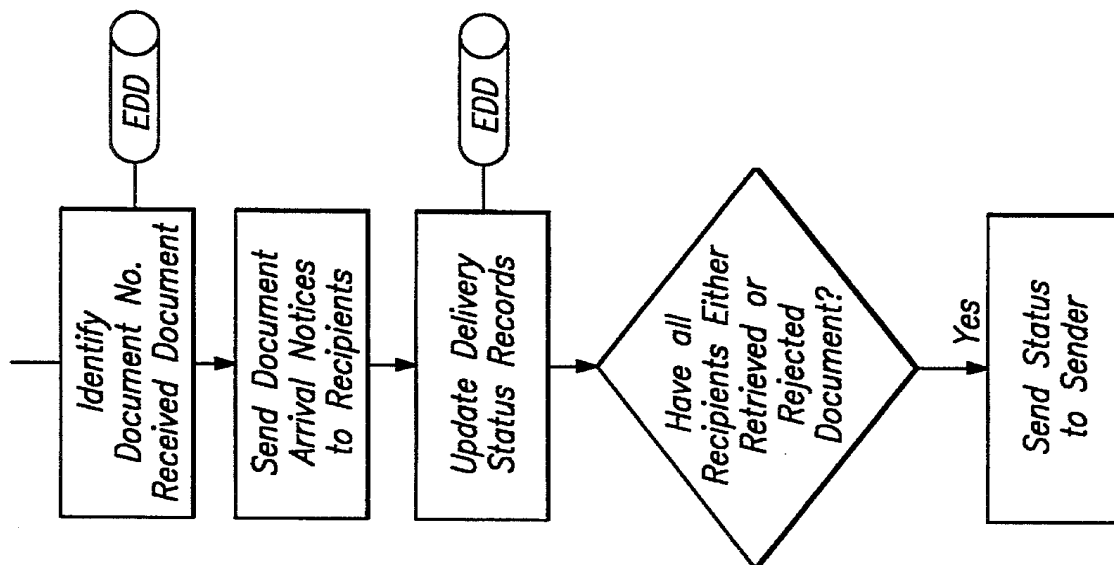 EDD
Identify
Document No.
Received Document
Send Document
Arrival Notices
to Recipients
EDD
Update Delivery
Status Records
Have all
Recipients Either
Retrieved or
Rejected
Document?
Yes
Send Status
to Sender